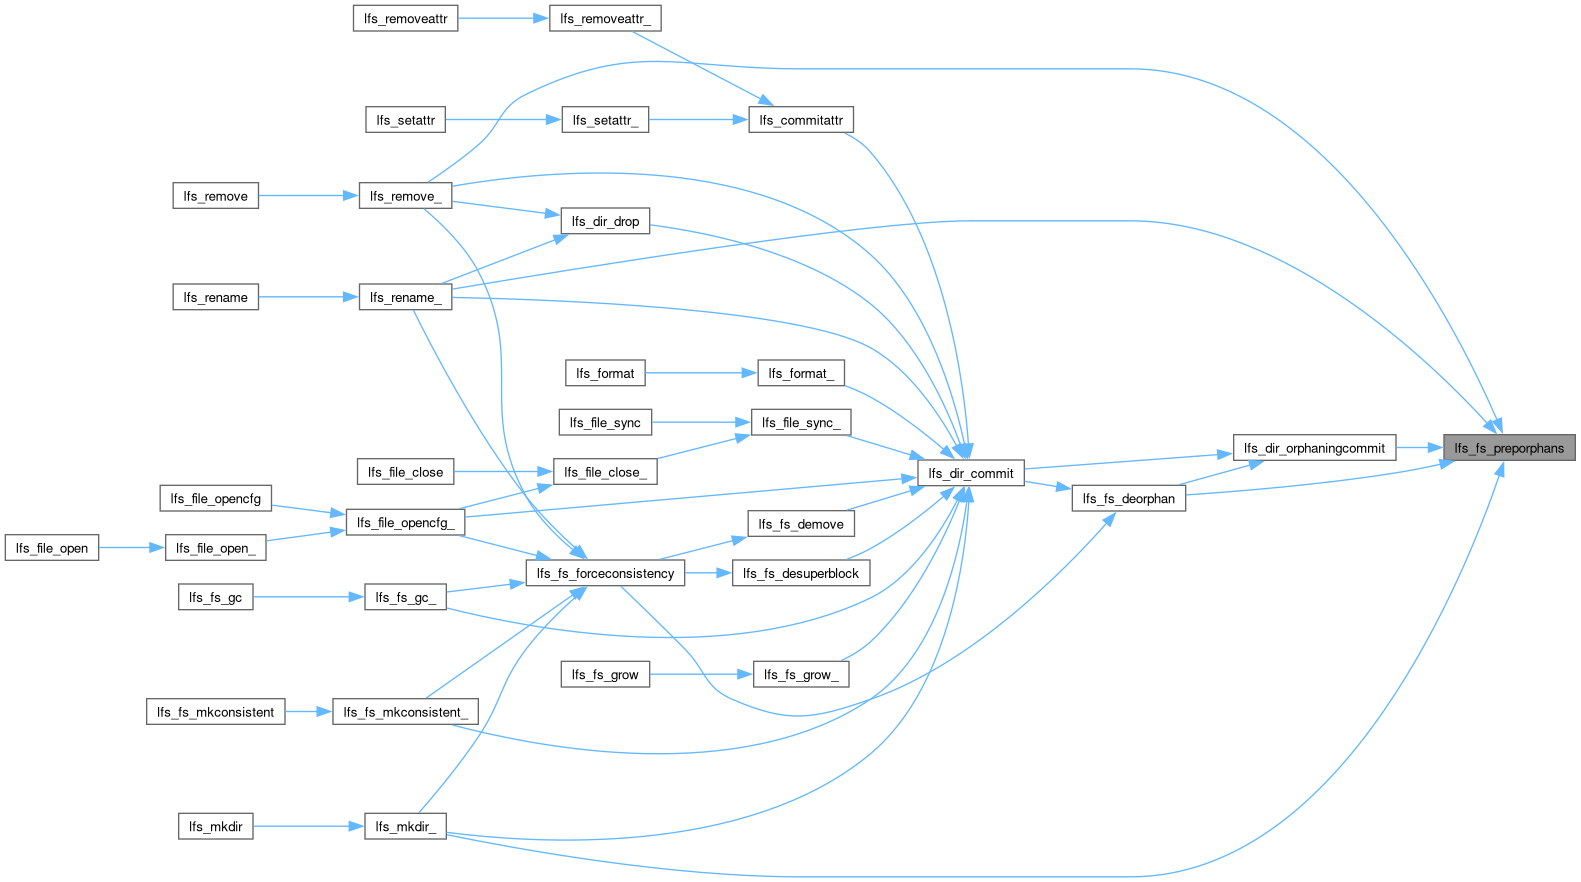 lfs_removeattr
lfs_removeattr_
lfs_setattr
lfs_setattr_
lfs_commitattr
lfs_remove
lfs_remove_
lfs_dir_drop
lfs_rename
lfs_rename_
lfs_format
lfs_format_
lfs_file_sync
lfs_file_sync_
lfs_dir_orphaningcommit
lfs_fs_preporphans
lfs_file_close
lfs_file_close_
lfs_dir_commit
lfs_file_opencfg
lfs_fs_deorphan
lfs_file_opencfg_
lfs_fs_demove
lfs_file_open
lfs_file_open_
lfs_fs_forceconsistency
lfs_fs_desuperblock
lfs_fs_gc
lfs_fs_gc_
lfs_fs_grow
lfs_fs_grow_
lfs_fs_mkconsistent
lfs_fs_mkconsistent_
lfs_mkdir
lfs_mkdir_